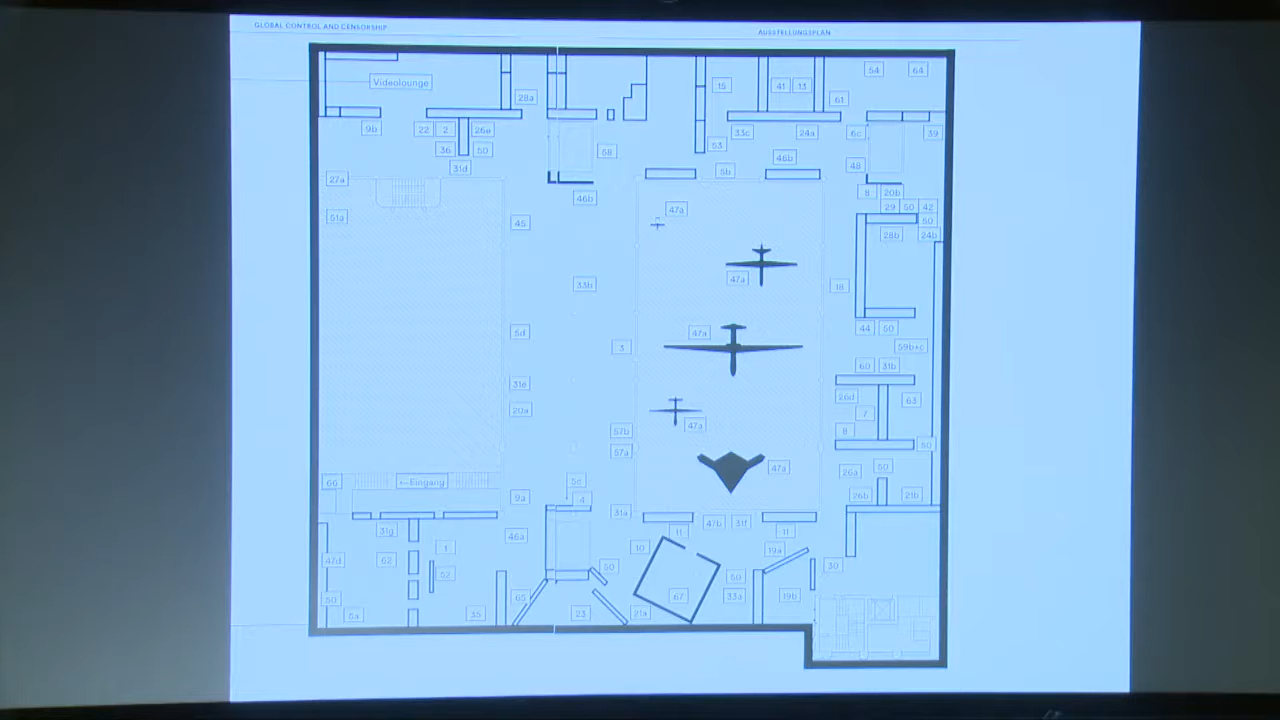 GLOBAL CONTROL AND CENSORSHIP
AUSSTELLUNGSPLAN
54 64
Videolounge 15 41 13
28a 61
9b 22 2 26e 33c 24a 6c 39
36 50 58 53
31d 5b 46b 48
27a 46b 8 20b
51a 45 47a 29 50 42
50
28b 24b
33b 47a 18
5d 3 47a 44 50
59b+c
60 31b
31e 26d 63
20a 47a 7
57b 8
57a 47a 50
66 ←Eingang 5c 26a 50
9a 4 26b 21b
31a 47b 31f
31g 46a 11 11
47d 62 1 10 19a
52 50 50 30
50 65 67 33a 19b
5a 35 23 21a